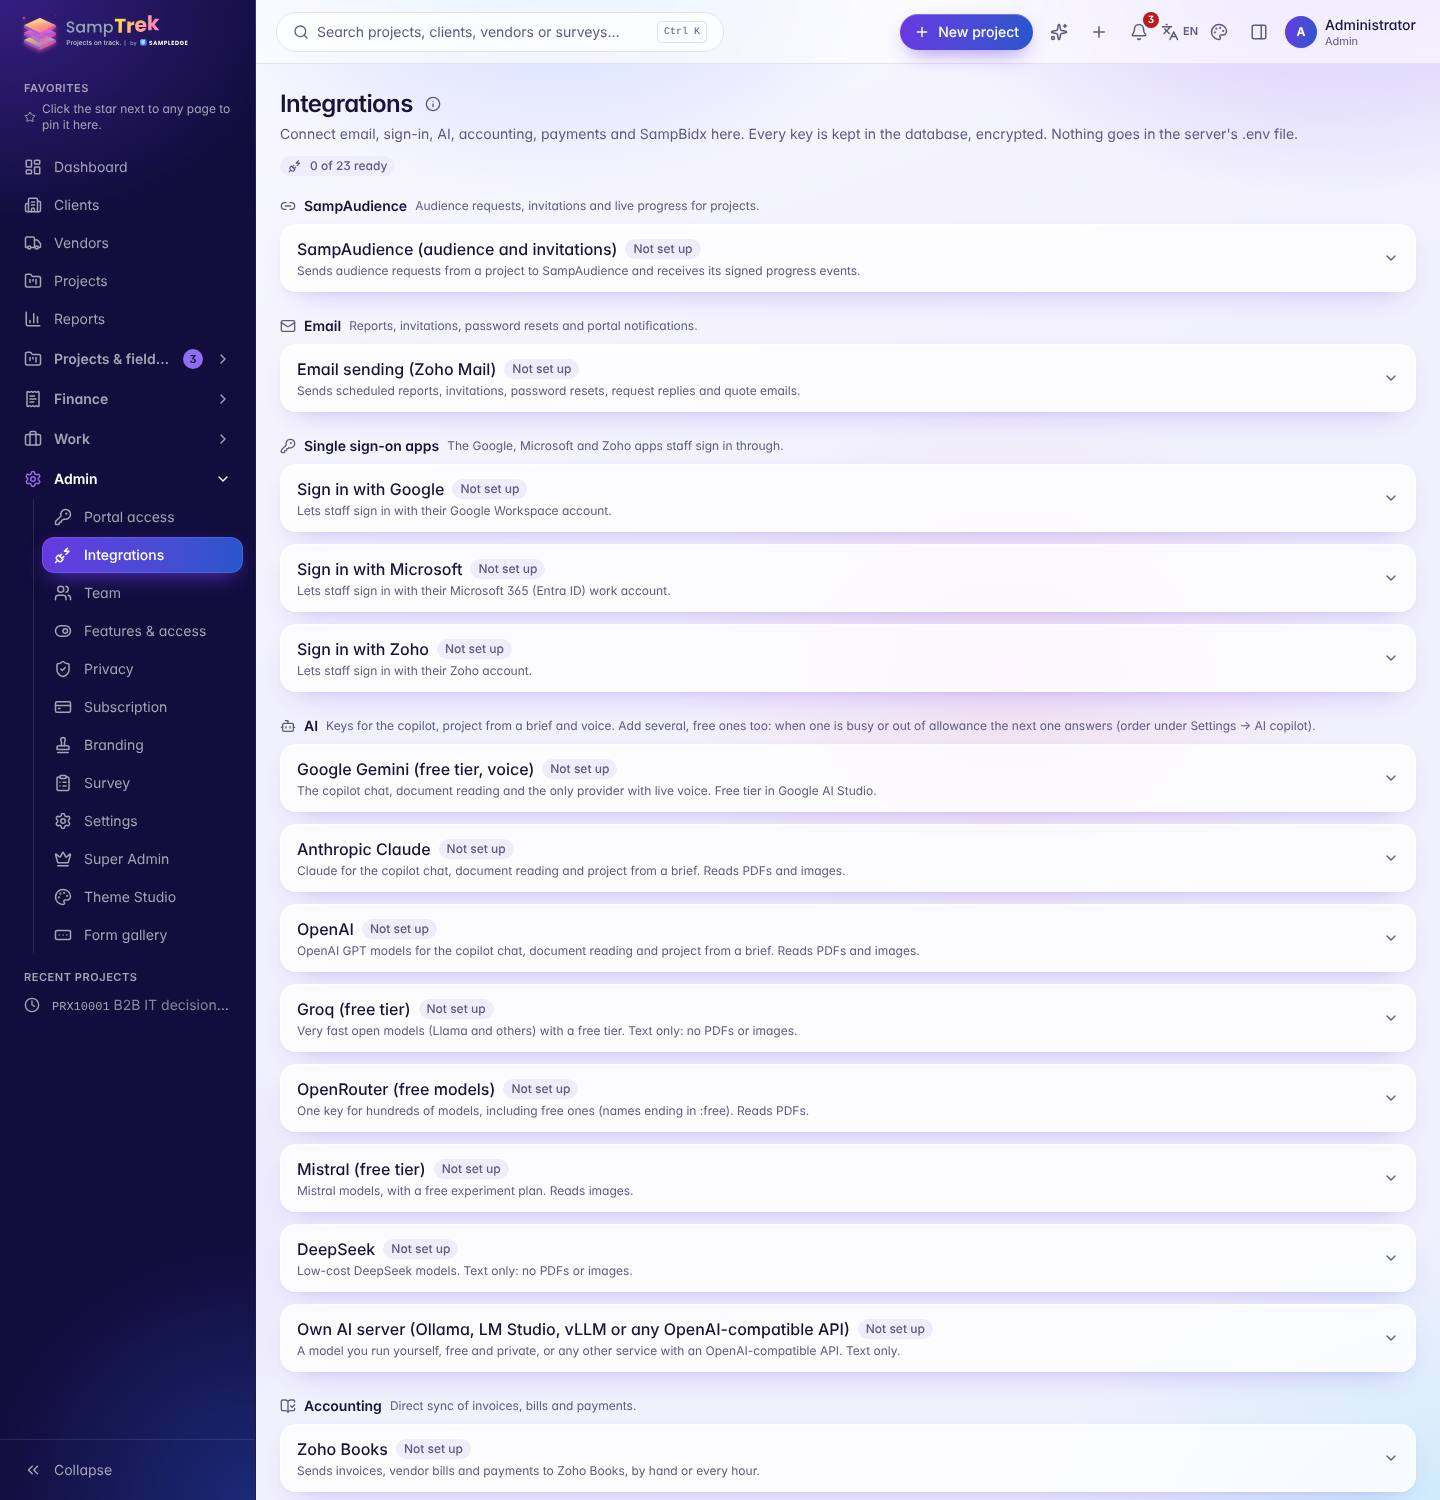 SampTrek
Projects on track. | by SAMPLEDGE
FAVORITES
Click the star next to any page to
pin it here.
Dashboard
Clients
Vendors
Projects
Reports
Projects & field... 3
Finance
Work
Admin
Portal access
Integrations
Team
Features & access
Privacy
Subscription
Branding
Survey
Settings
Super Admin
Theme Studio
Form gallery
RECENT PROJECTS
PRX10001 B2B IT decision...
Collapse
Search projects, clients, vendors or surveys... Ctrl K
New project
3
EN
A
Administrator
Admin
Integrations
Connect email, sign-in, AI, accounting, payments and SampBidx here. Every key is kept in the database, encrypted. Nothing goes in the server's .env file.
0 of 23 ready
SampAudience Audience requests, invitations and live progress for projects.
SampAudience (audience and invitations) Not set up
Sends audience requests from a project to SampAudience and receives its signed progress events.
Email Reports, invitations, password resets and portal notifications.
Email sending (Zoho Mail) Not set up
Sends scheduled reports, invitations, password resets, request replies and quote emails.
Single sign-on apps The Google, Microsoft and Zoho apps staff sign in through.
Sign in with Google Not set up
Lets staff sign in with their Google Workspace account.
Sign in with Microsoft Not set up
Lets staff sign in with their Microsoft 365 (Entra ID) work account.
Sign in with Zoho Not set up
Lets staff sign in with their Zoho account.
AI Keys for the copilot, project from a brief and voice. Add several, free ones too: when one is busy or out of allowance the next one answers (order under Settings → AI copilot).
Google Gemini (free tier, voice) Not set up
The copilot chat, document reading and the only provider with live voice. Free tier in Google AI Studio.
Anthropic Claude Not set up
Claude for the copilot chat, document reading and project from a brief. Reads PDFs and images.
OpenAI Not set up
OpenAI GPT models for the copilot chat, document reading and project from a brief. Reads PDFs and images.
Groq (free tier) Not set up
Very fast open models (Llama and others) with a free tier. Text only: no PDFs or images.
OpenRouter (free models) Not set up
One key for hundreds of models, including free ones (names ending in :free). Reads PDFs.
Mistral (free tier) Not set up
Mistral models, with a free experiment plan. Reads images.
DeepSeek Not set up
Low-cost DeepSeek models. Text only: no PDFs or images.
Own AI server (Ollama, LM Studio, vLLM or any OpenAI-compatible API) Not set up
A model you run yourself, free and private, or any other service with an OpenAI-compatible API. Text only.
Accounting Direct sync of invoices, bills and payments.
Zoho Books Not set up
Sends invoices, vendor bills and payments to Zoho Books, by hand or every hour.